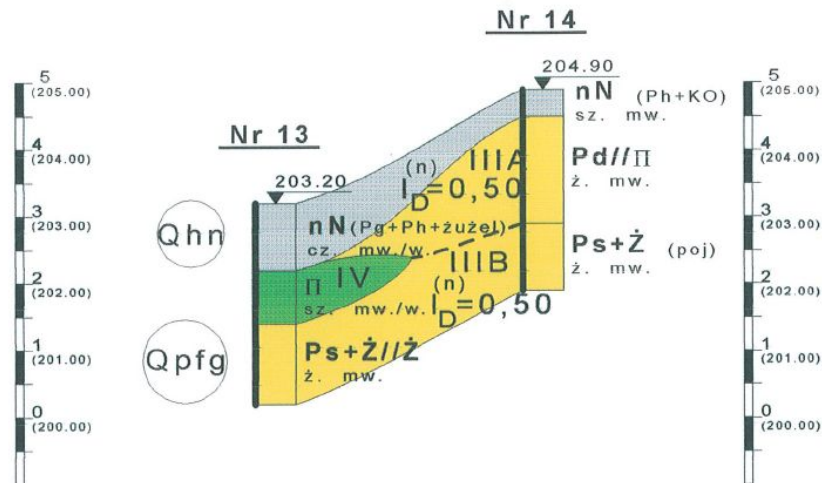 Nr 14
204.90
nN (Ph+KO)
sz. mw.
Nr 13
203.20
Pd//Π
ż. mw.
IIIA
(n)
I_D=0,50
Qhn
nN(Pg+Ph+żużel)
cz. mw./w.
Ps+Ż (poj)
ż. mw.
IIIB
(n)
I_D=0,50
Π IV
sz. mw./w.
Qpfg
Ps+Ż//Ż
ż. mw.
5
(205.00)
4
(204.00)
3
(203.00)
2
(202.00)
1
(201.00)
0
(200.00)
5
(205.00)
4
(204.00)
3
(203.00)
2
(202.00)
1
(201.00)
0
(200.00)